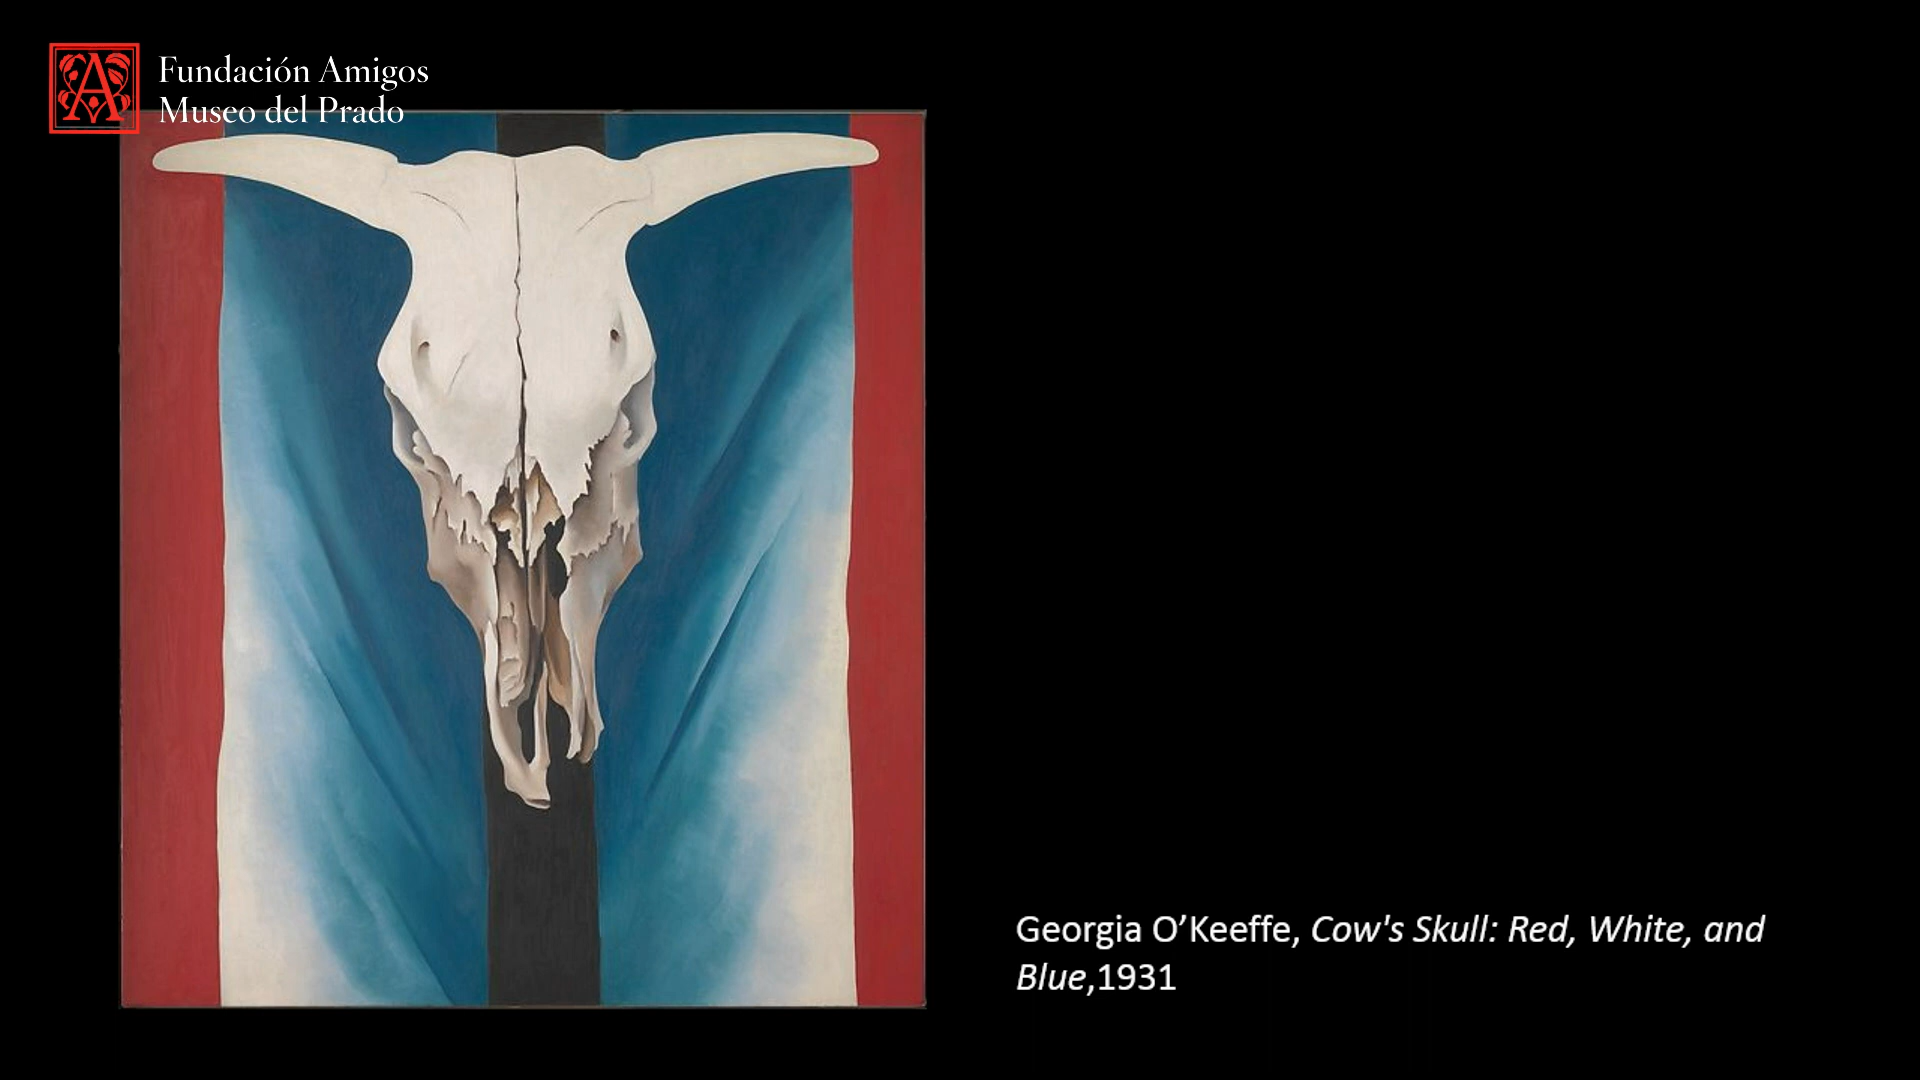 Fundación Amigos
Museo del Prado
Georgia O’Keeffe, Cow's Skull: Red, White, and
Blue,1931